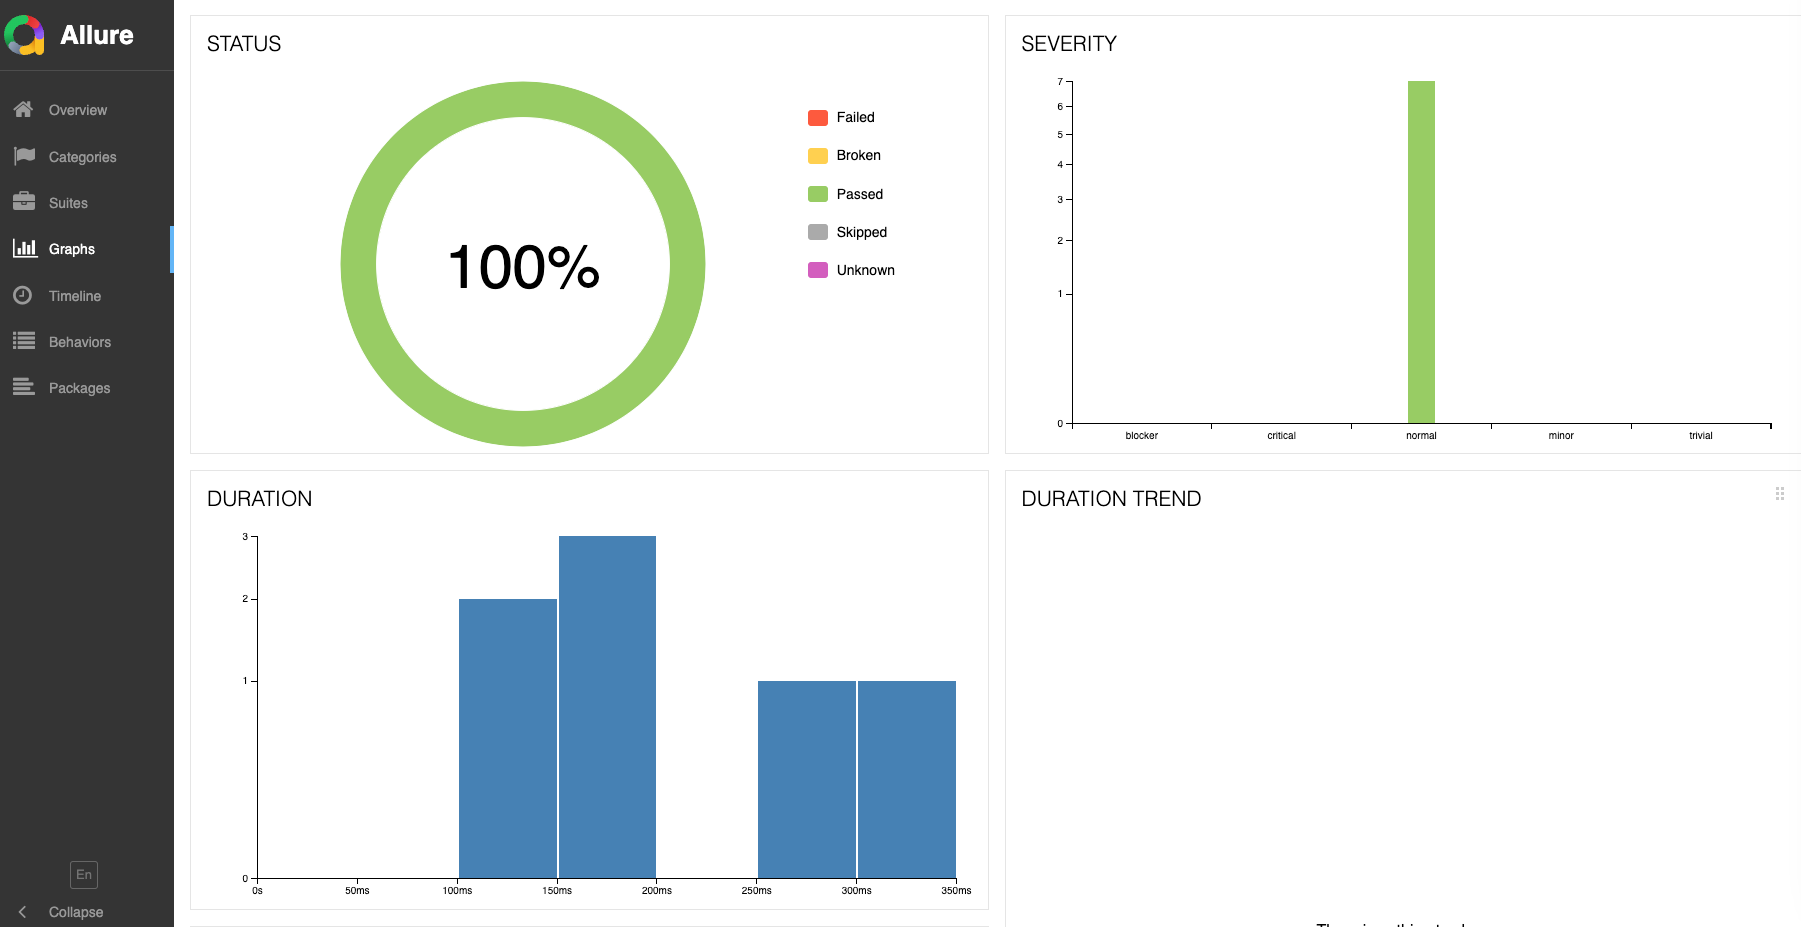 Allure
Overview
Categories
Suites
Graphs
Timeline
Behaviors
Packages
En
Collapse
STATUS
100%
Failed
Broken
Passed
Skipped
Unknown
SEVERITY
7
6
5
4
3
2
1
0
blocker critical normal minor trivial
DURATION
3
2
1
0
0s 50ms 100ms 150ms 200ms 250ms 300ms 350ms
DURATION TREND